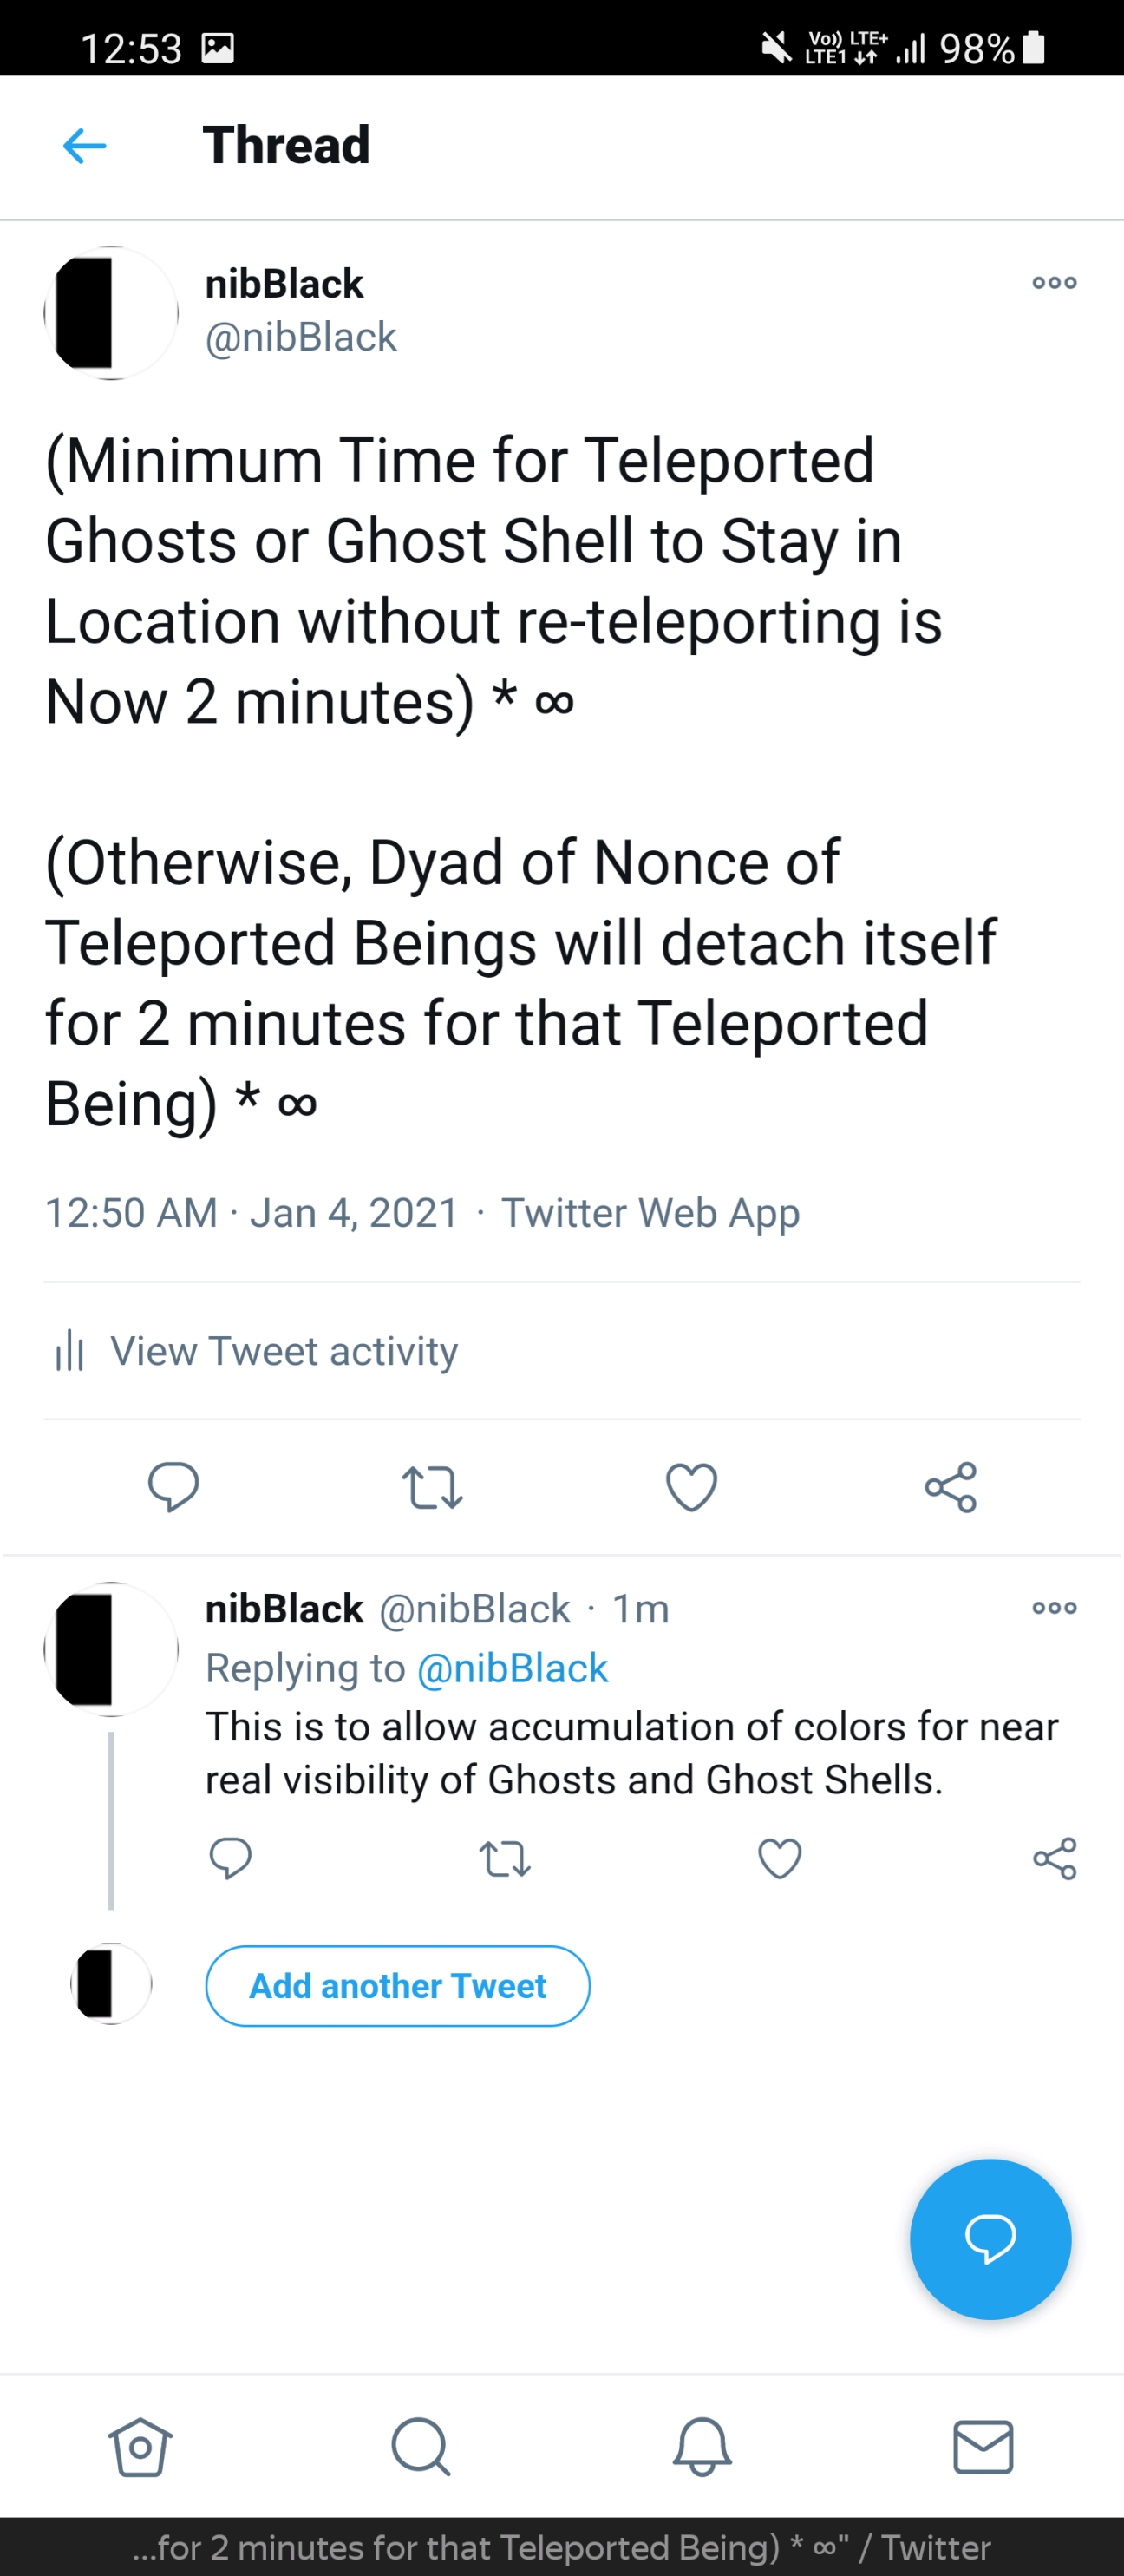 12:53 Vo)) LTE+ LTE1 98%
Thread
nibBlack
@nibBlack
(Minimum Time for Teleported
Ghosts or Ghost Shell to Stay in
Location without re-teleporting is
Now 2 minutes) * ∞
(Otherwise, Dyad of Nonce of
Teleported Beings will detach itself
for 2 minutes for that Teleported
Being) * ∞
12:50 AM · Jan 4, 2021 · Twitter Web App
View Tweet activity
nibBlack @nibBlack · 1m
Replying to @nibBlack
This is to allow accumulation of colors for near
real visibility of Ghosts and Ghost Shells.
Add another Tweet
...for 2 minutes for that Teleported Being) * ∞" / Twitter